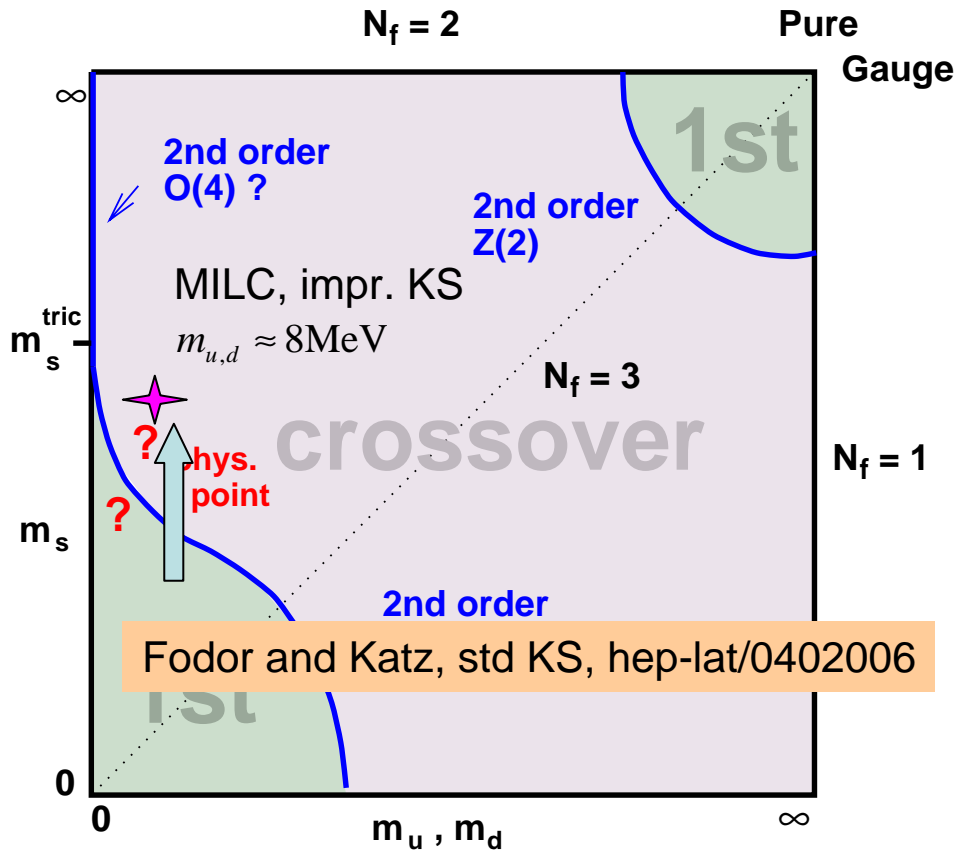 N_f = 2
Pure
Gauge
∞
1st
2nd order
O(4) ?
2nd order
Z(2)
MILC, impr. KS
m_s^tric
m_{u,d} ≈ 8MeV
N_f = 3
crossover
?
phys.
point
N_f = 1
?
m_s
2nd order
Fodor and Katz, std KS, hep-lat/0402006
1st
0
0
m_u , m_d
∞